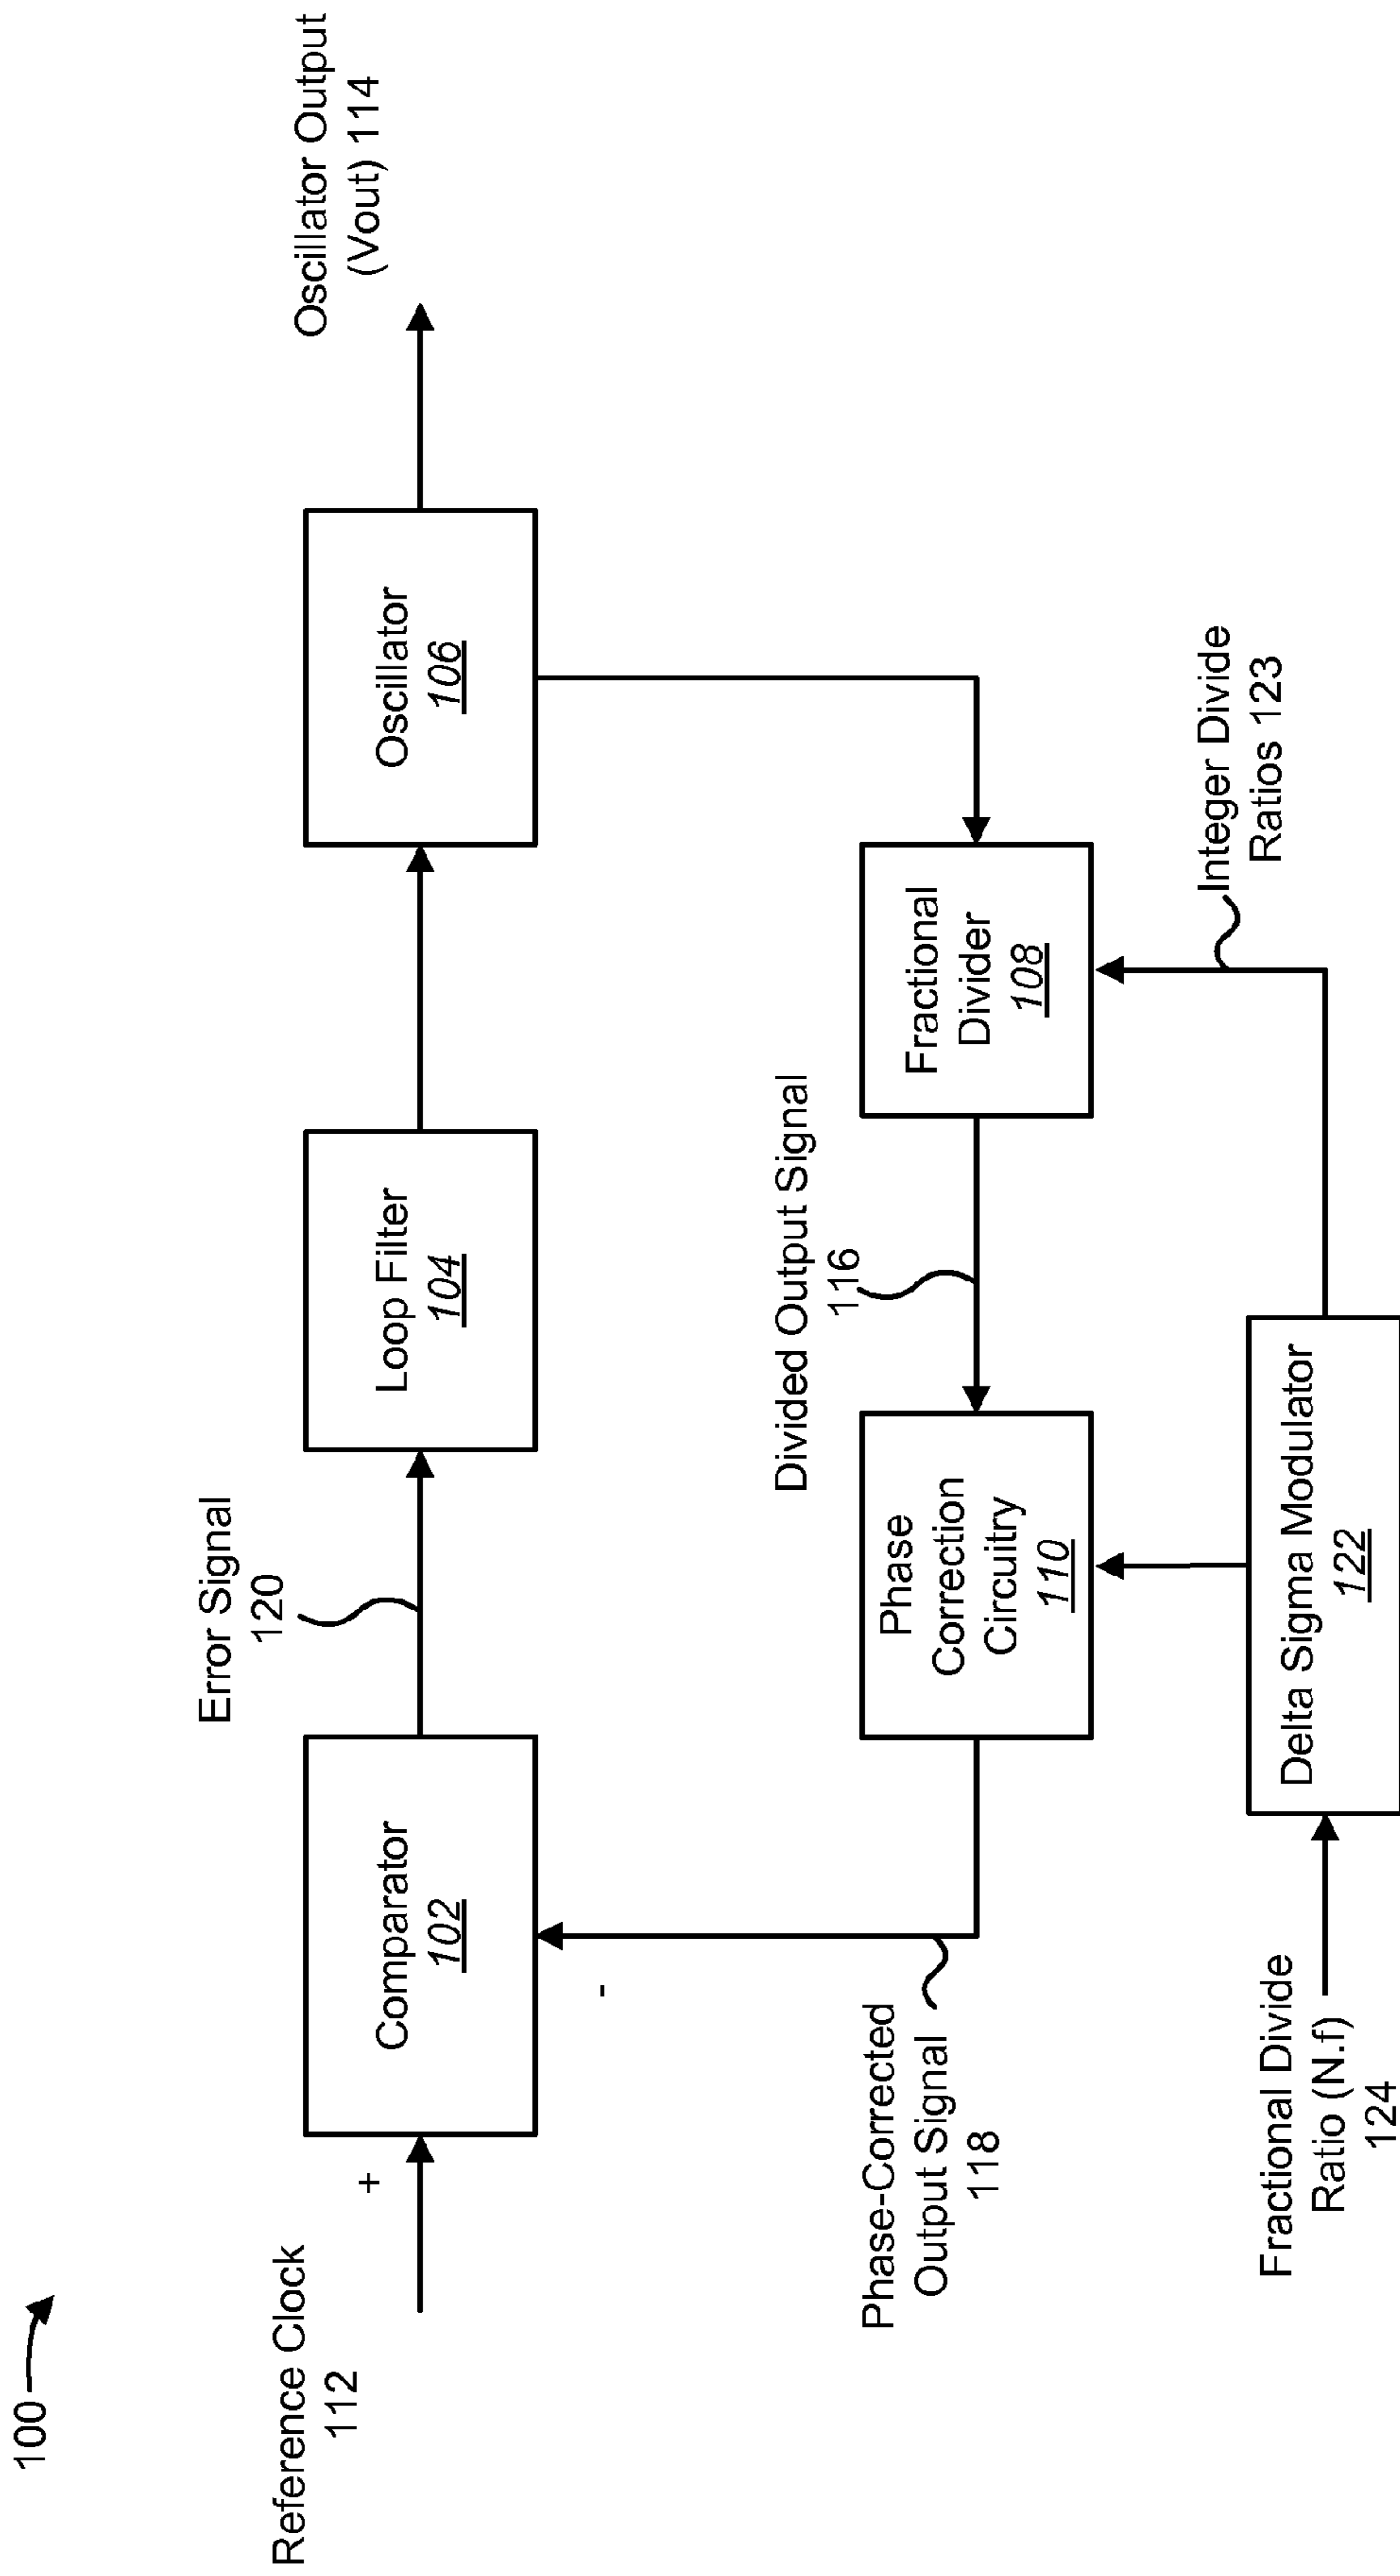 100
Reference Clock
112
+
Comparator
102
-
Error Signal
120
Loop Filter
104
Oscillator
106
Oscillator Output
(Vout) 114
Phase-Corrected
Output Signal
118
Phase
Correction
Circuitry
110
Divided Output Signal
116
Fractional
Divider
108
Fractional Divide
Ratio (N.f)
124
Delta Sigma Modulator
122
Integer Divide
Ratios 123